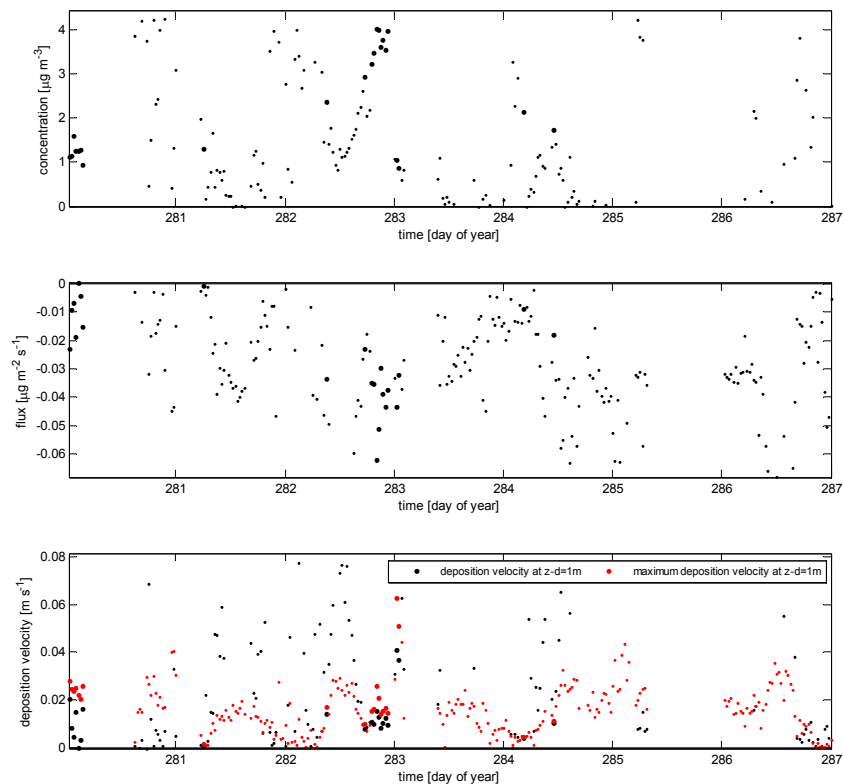 4
3
2
1
0
concentration [µg m-3]
281 282 283 284 285 286 287
time [day of year]
0
-0.01
-0.02
-0.03
-0.04
-0.05
-0.06
flux [µg m-2 s-1]
281 282 283 284 285 286 287
time [day of year]
0.08
0.06
0.04
0.02
0
deposition velocity [m s-1]
deposition velocity at z-d=1m maximum deposition velocity at z-d=1m
281 282 283 284 285 286 287
time [day of year]